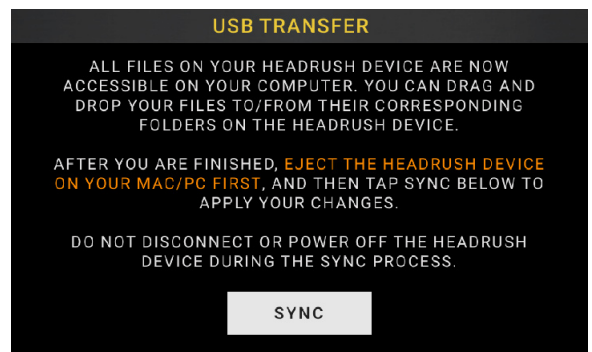 USB TRANSFER
ALL FILES ON YOUR HEADRUSH DEVICE ARE NOW
ACCESSIBLE ON YOUR COMPUTER. YOU CAN DRAG AND
DROP YOUR FILES TO/FROM THEIR CORRESPONDING
FOLDERS ON THE HEADRUSH DEVICE.
AFTER YOU ARE FINISHED, EJECT THE HEADRUSH DEVICE
ON YOUR MAC/PC FIRST, AND THEN TAP SYNC BELOW TO
APPLY YOUR CHANGES.
DO NOT DISCONNECT OR POWER OFF THE HEADRUSH
DEVICE DURING THE SYNC PROCESS.
SYNC